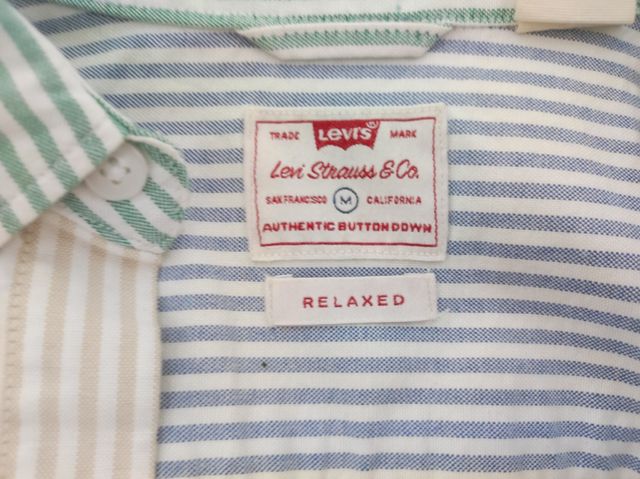 TRADE LEVI'S ® MARK
Levi Strauss & Co.
SAN FRANCISCO M CALIFORNIA
AUTHENTIC BUTTON DOWN
RELAXED